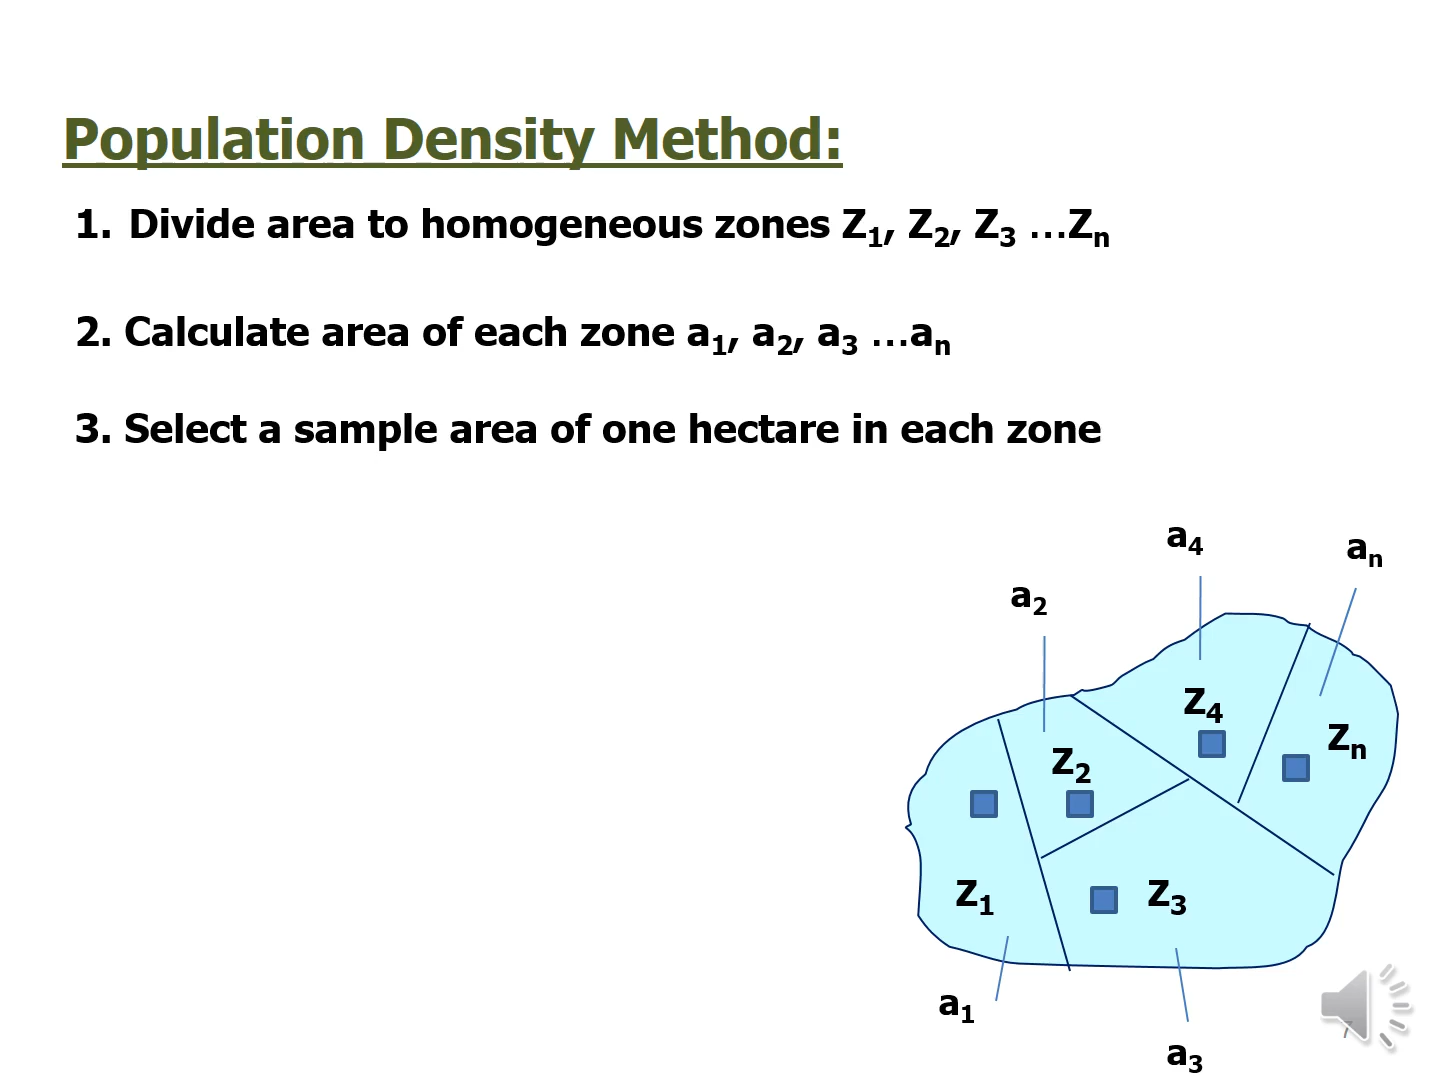 Population Density Method:
1. Divide area to homogeneous zones Z1, Z2, Z3 …Zn
2. Calculate area of each zone a1, a2, a3 …an
3. Select a sample area of one hectare in each zone
a4
an
a2
Z4
Zn
Z2
Z1
Z3
a1
a3
7